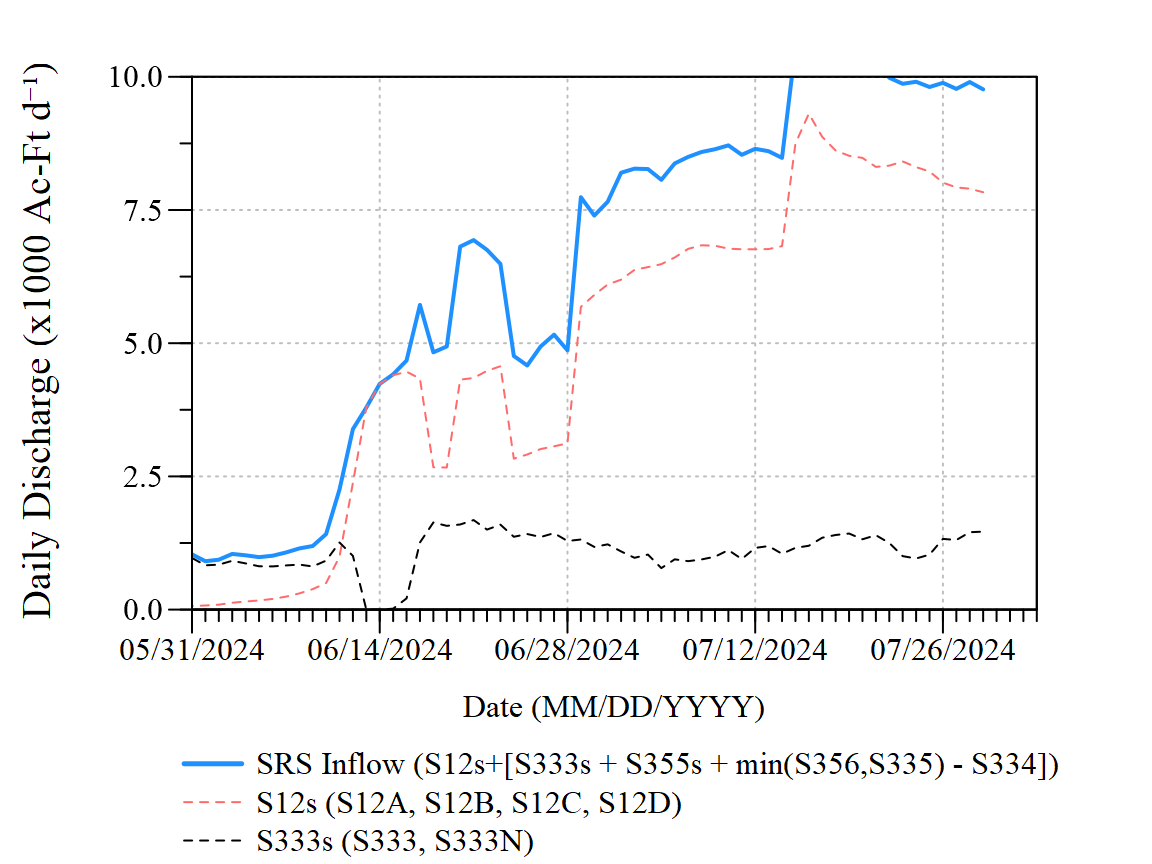 Daily Discharge (x1000 Ac-Ft d⁻¹)
10.0
7.5
5.0
2.5
0.0
05/31/2024 06/14/2024 06/28/2024 07/12/2024 07/26/2024
Date (MM/DD/YYYY)
SRS Inflow (S12s+[S333s + S355s + min(S356,S335) - S334])
S12s (S12A, S12B, S12C, S12D)
S333s (S333, S333N)